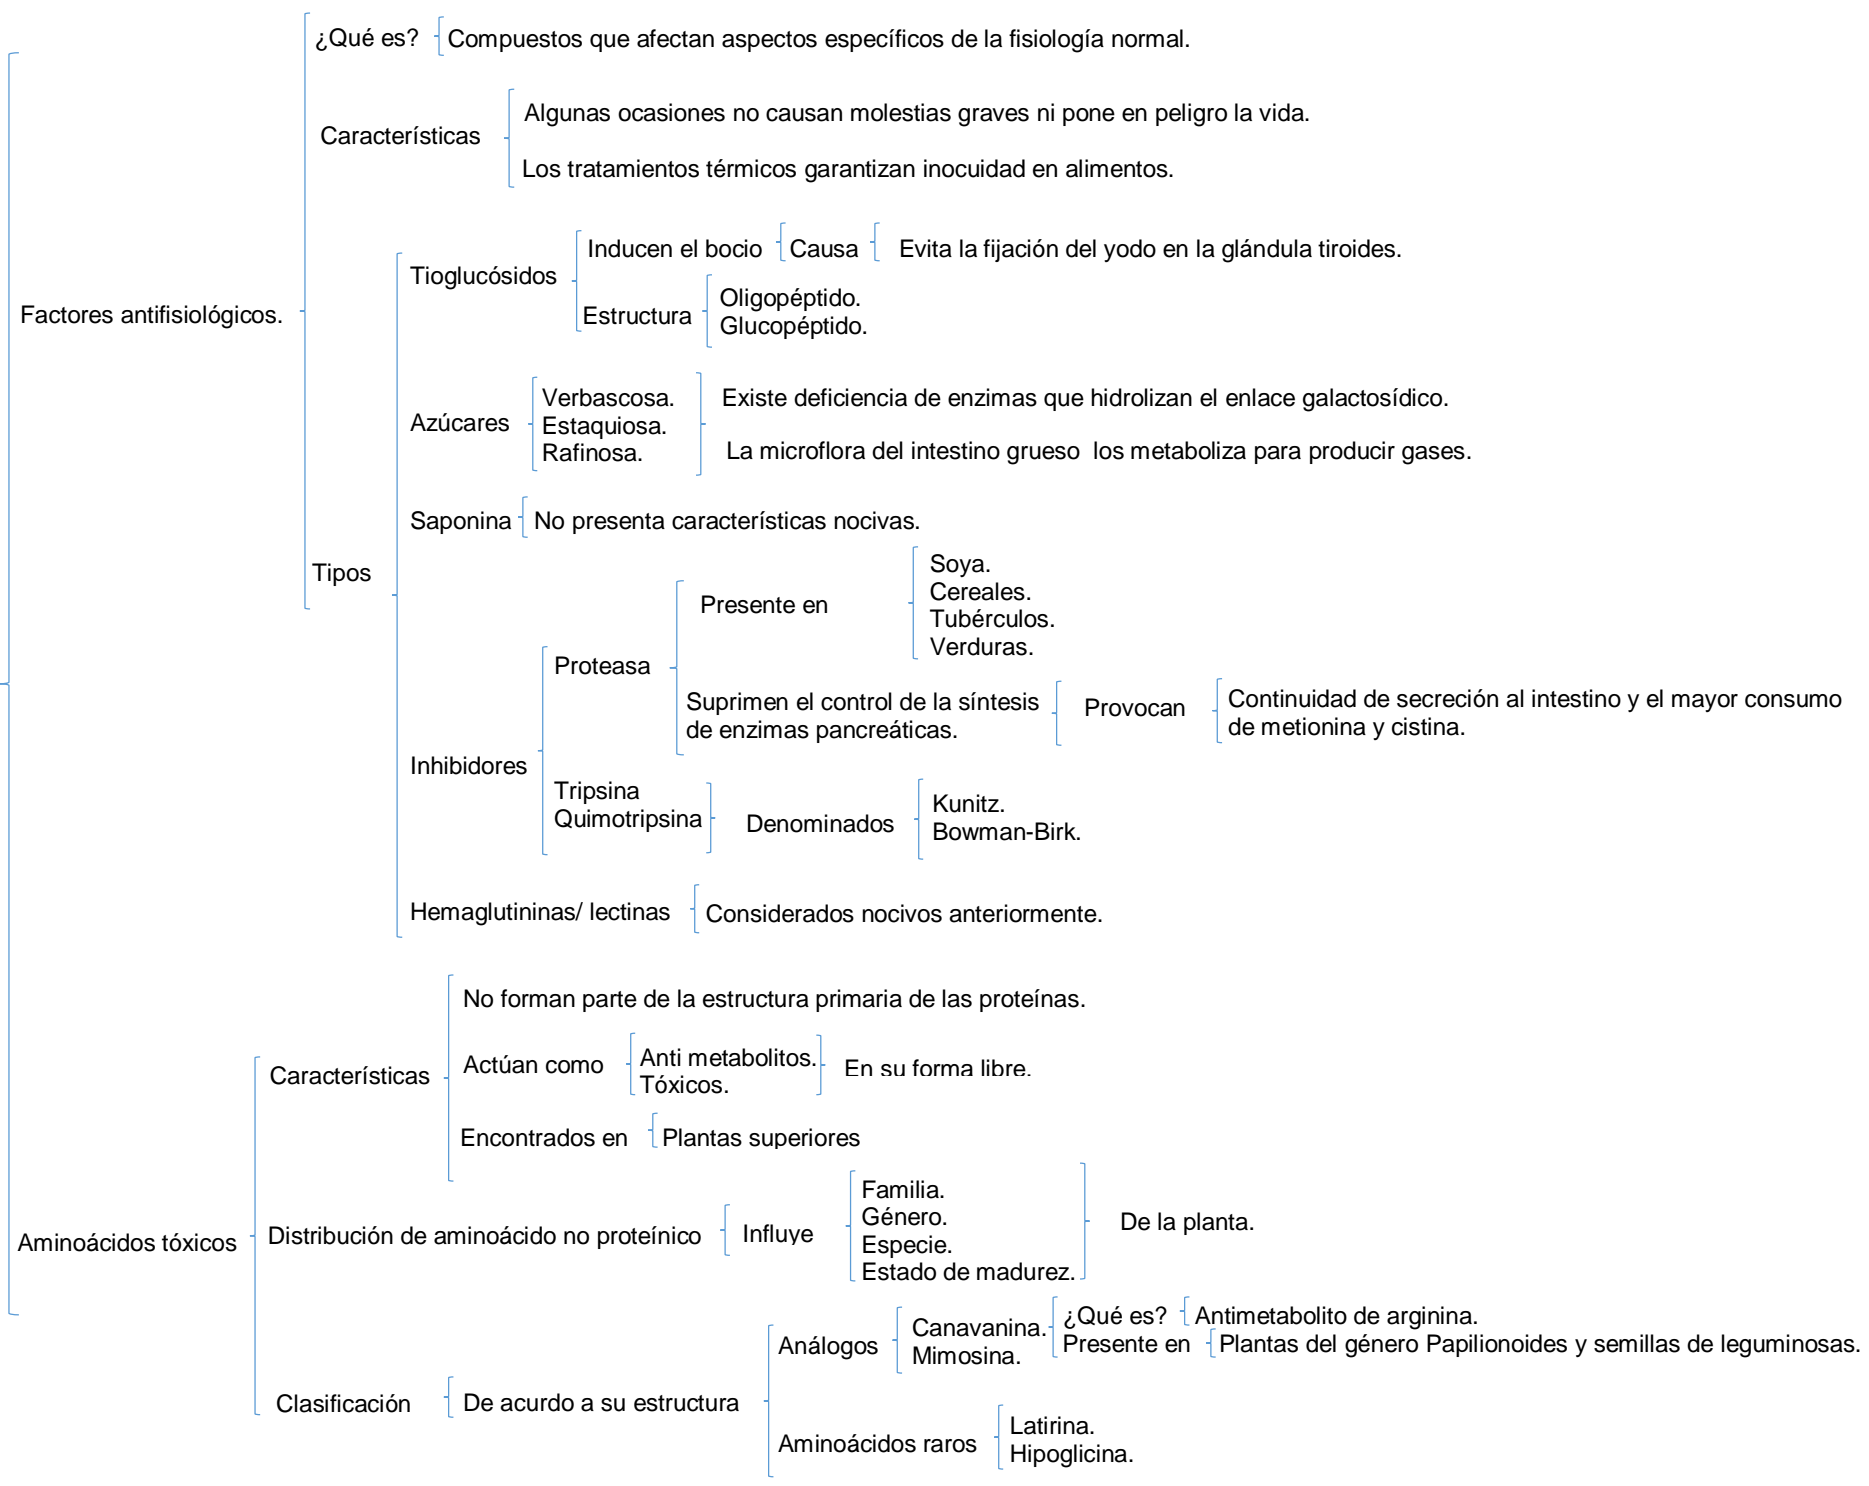 ¿Qué es?
Compuestos que afectan aspectos específicos de la fisiología normal.
Características
Algunas ocasiones no causan molestias graves ni pone en peligro la vida.
Los tratamientos térmicos garantizan inocuidad en alimentos.
Factores antifisiológicos.
Tipos
Tioglucósidos
Inducen el bocio
Causa
Evita la fijación del yodo en la glándula tiroides.
Estructura
Oligopéptido.
Glucopéptido.
Azúcares
Verbascosa.
Estaquiosa.
Rafinosa.
Existe deficiencia de enzimas que hidrolizan el enlace galactosídico.
La microflora del intestino grueso  los metaboliza para producir gases.
Saponina
No presenta características nocivas.
Inhibidores
Proteasa
Presente en
Soya.
Cereales.
Tubérculos.
Verduras.
Suprimen el control de la síntesis
de enzimas pancreáticas.
Provocan
Continuidad de secreción al intestino y el mayor consumo
de metionina y cistina.
Tripsina
Quimotripsina
Denominados
Kunitz.
Bowman-Birk.
Hemaglutininas/ lectinas
Considerados nocivos anteriormente.
Aminoácidos tóxicos
Características
No forman parte de la estructura primaria de las proteínas.
Actúan como
Anti metabolitos.
Tóxicos.
En su forma libre.
Encontrados en
Plantas superiores
Distribución de aminoácido no proteínico
Influye
Familia.
Género.
Especie.
Estado de madurez.
De la planta.
Clasificación
De acurdo a su estructura
Análogos
Canavanina.
Mimosina.
¿Qué es?
Antimetabolito de arginina.
Presente en
Plantas del género Papilionoides y semillas de leguminosas.
Aminoácidos raros
Latirina.
Hipoglicina.